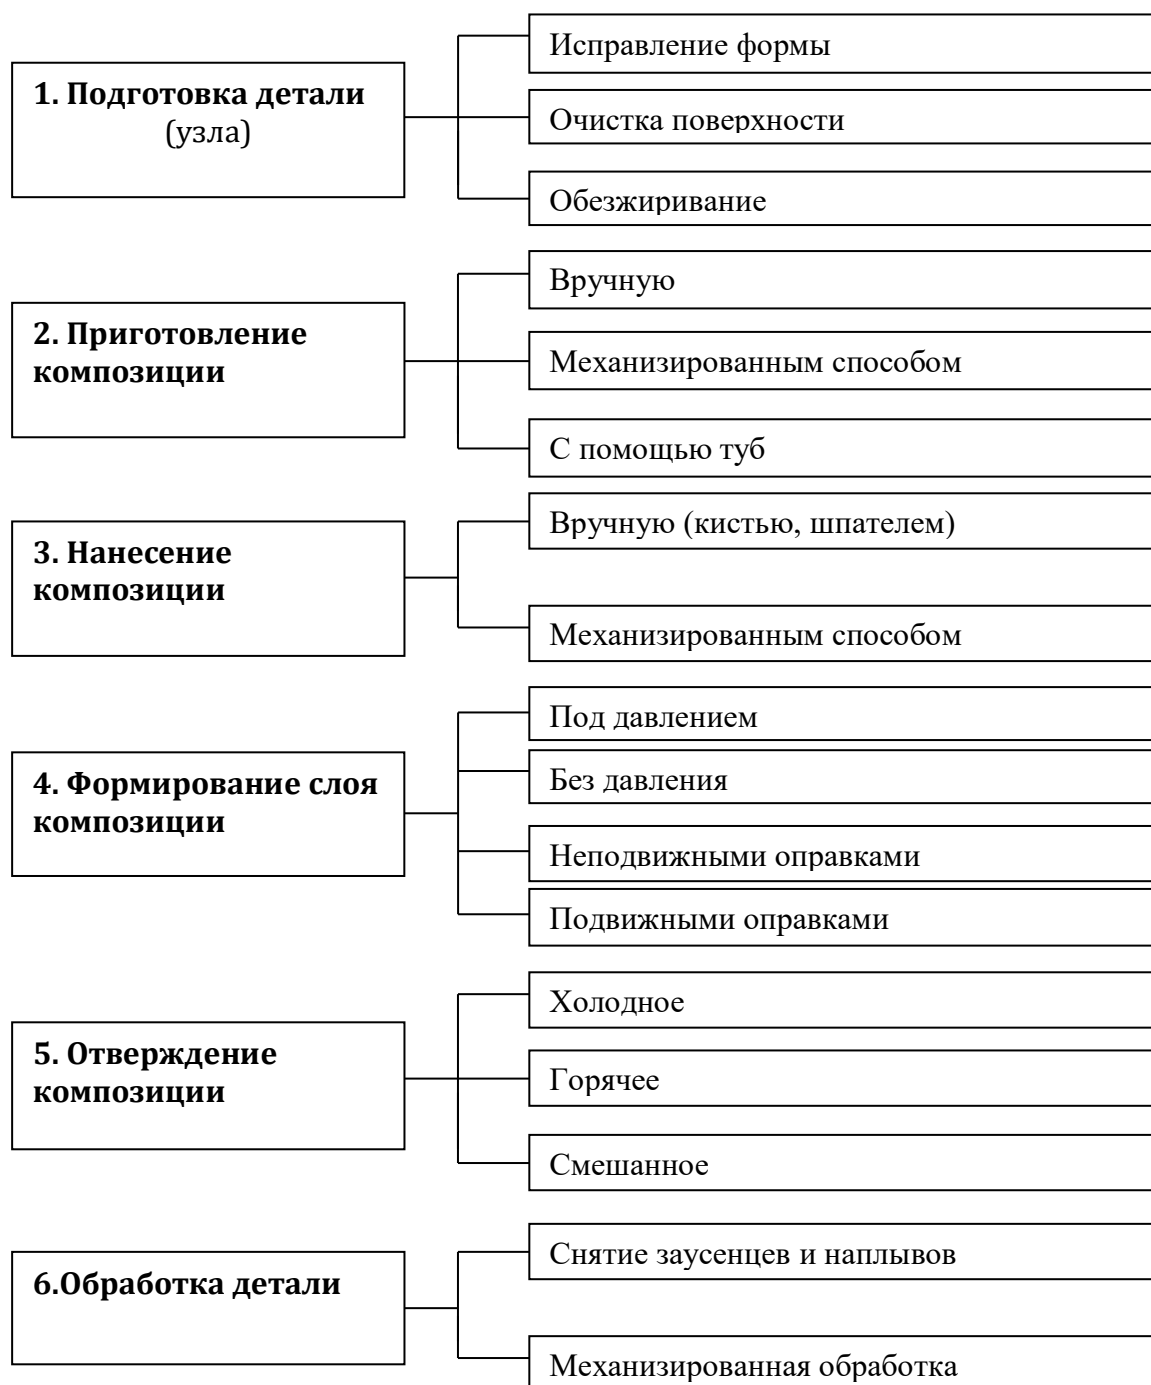 Исправление формы
1. Подготовка детали
(узла)
Очистка поверхности
Обезжиривание
Вручную
2. Приготовление
композиции
Механизированным способом
С помощью туб
Вручную (кистью, шпателем)
3. Нанесение
композиции
Механизированным способом
Под давлением
4. Формирование слоя
композиции
Без давления
Неподвижными оправками
Подвижными оправками
Холодное
5. Отверждение
композиции
Горячее
Смешанное
Снятие заусенцев и наплывов
6.Обработка детали
Механизированная обработка